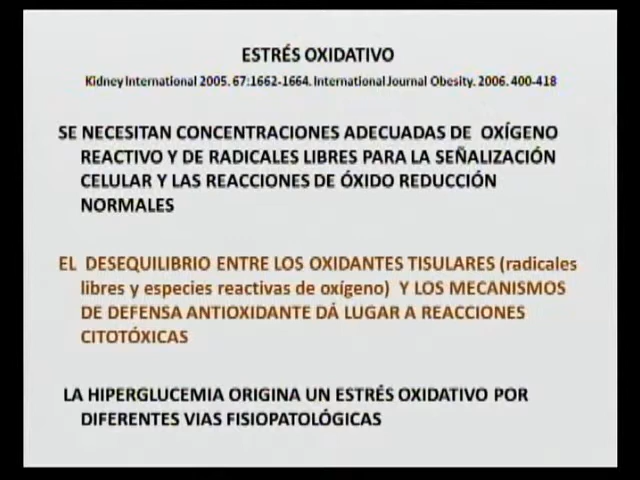 ESTRÉS OXIDATIVO
Kidney International 2005. 67:1662-1664. International Journal Obesity. 2006. 400-418
SE NECESITAN CONCENTRACIONES ADECUADAS DE OXÍGENO
REACTIVO Y DE RADICALES LIBRES PARA LA SEÑALIZACIÓN
CELULAR Y LAS REACCIONES DE ÓXIDO REDUCCIÓN
NORMALES
EL DESEQUILIBRIO ENTRE LOS OXIDANTES TISULARES (radicales
libres y especies reactivas de oxígeno) Y LOS MECANISMOS
DE DEFENSA ANTIOXIDANTE DÁ LUGAR A REACCIONES
CITOTÓXICAS
LA HIPERGLUCEMIA ORIGINA UN ESTRÉS OXIDATIVO POR
DIFERENTES VIAS FISIOPATOLÓGICAS